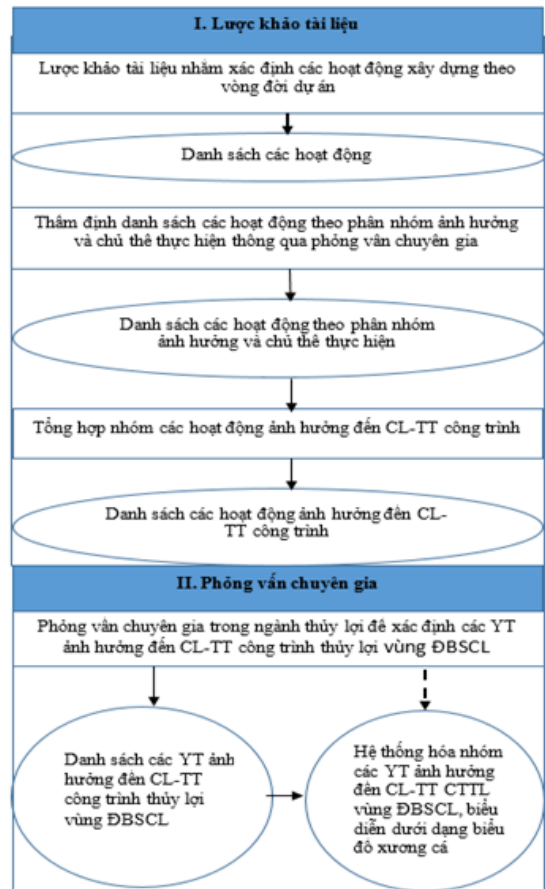 I. Lược khảo tài liệu
Lược khảo tài liệu nhằm xác định các hoạt động xây dựng theo
vòng đời dự án
Danh sách các hoạt động
Thẩm định danh sách các hoạt động theo phân nhóm ảnh hưởng
và chủ thể thực hiện thông qua phỏng vấn chuyên gia
Danh sách các hoạt động theo phân nhóm
ảnh hưởng và chủ thể thực hiện
Tổng hợp nhóm các hoạt động ảnh hưởng đến CL-TT công trình
Danh sách các hoạt động ảnh hưởng đến CL-
TT công trình
II. Phỏng vấn chuyên gia
Phỏng vấn chuyên gia trong ngành thủy lợi để xác định các YT
ảnh hưởng đến CL-TT công trình thủy lợi vùng ĐBSCL
Danh sách các YT ảnh
hưởng đến CL-TT
công trình thủy lợi
vùng ĐBSCL
Hệ thống hóa nhóm
các YT ảnh hưởng
đến CL-TT CTTL
vùng ĐBSCL, biểu
diễn dưới dạng biểu
đồ xương cá